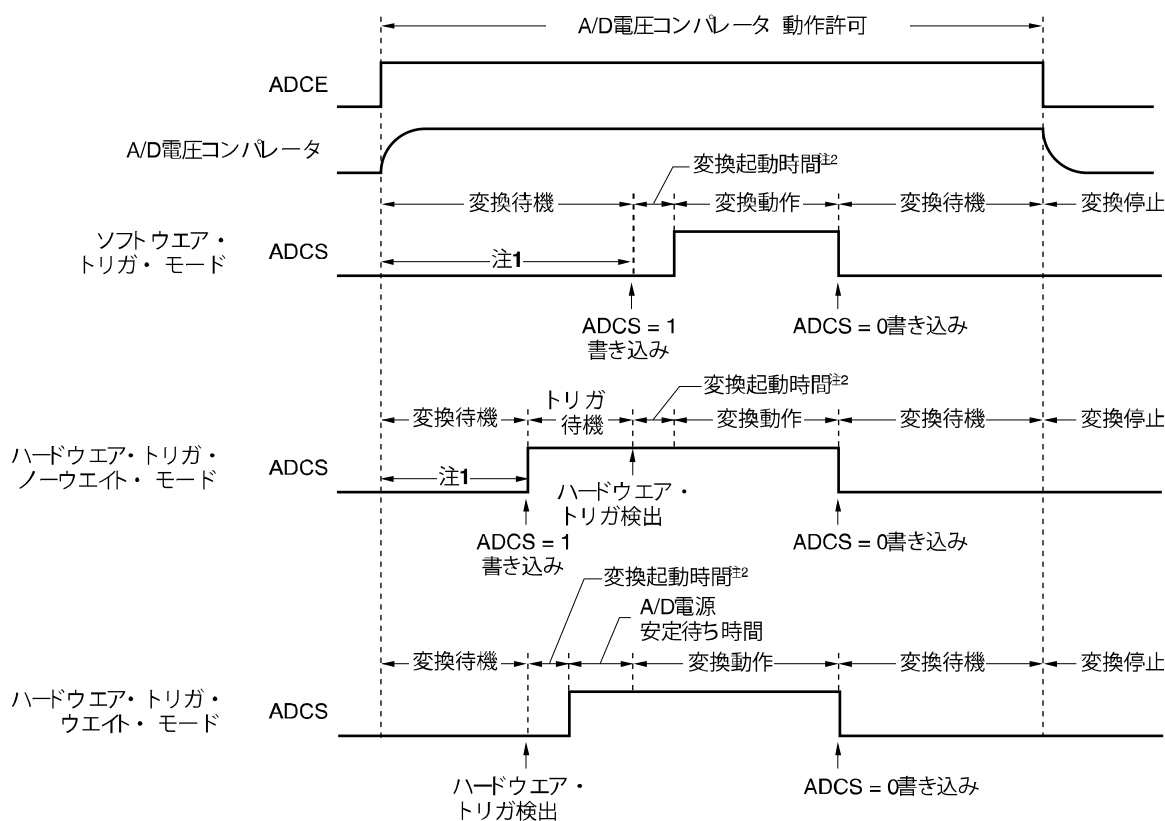 A/D電圧コンパレータ 動作許可
ADCE
A/D電圧コンパレータ
変換起動時間注2
変換待機 変換動作 変換待機 変換停止
ソフトウエア・
トリガ・ モード
ADCS
注1
ADCS = 1
書き込み
ADCS = 0書き込み
変換起動時間注2
変換待機
トリガ
待機
変換動作 変換待機 変換停止
ハードウエア・ トリガ・
ノーウエイト・ モード
ADCS
注1
ハードウエア・
トリガ検出
ADCS = 1
書き込み
ADCS = 0書き込み
変換起動時間注2
A/D電源
安定待ち時間
変換待機 変換動作 変換待機 変換停止
ハードウエア・ トリガ・
ウエイト・ モード
ADCS
ハードウエア・
トリガ検出
ADCS = 0書き込み